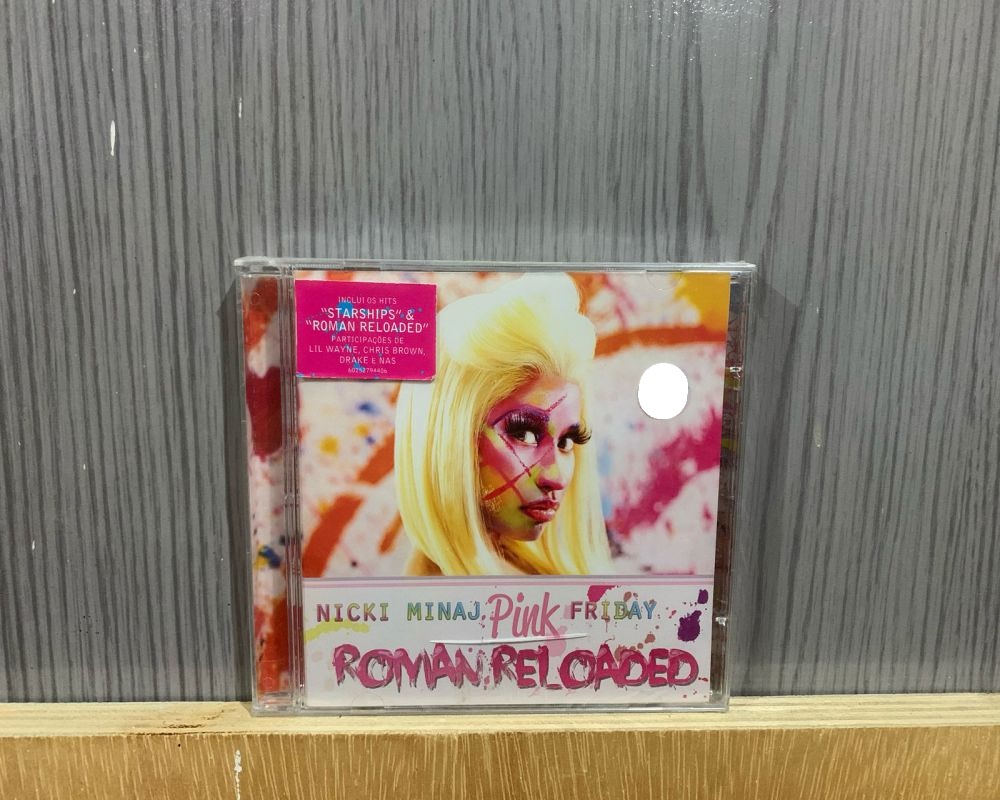 INCLUI OS HITS
"STARSHIPS" &
"ROMAN RELOADED"
PARTICIPAÇÕES DE
LIL WAYNE, CHRIS BROWN,
DRAKE E NAS
60252794406
NICKI MINAJ Pink FRIDAY
ROMAN RELOADED